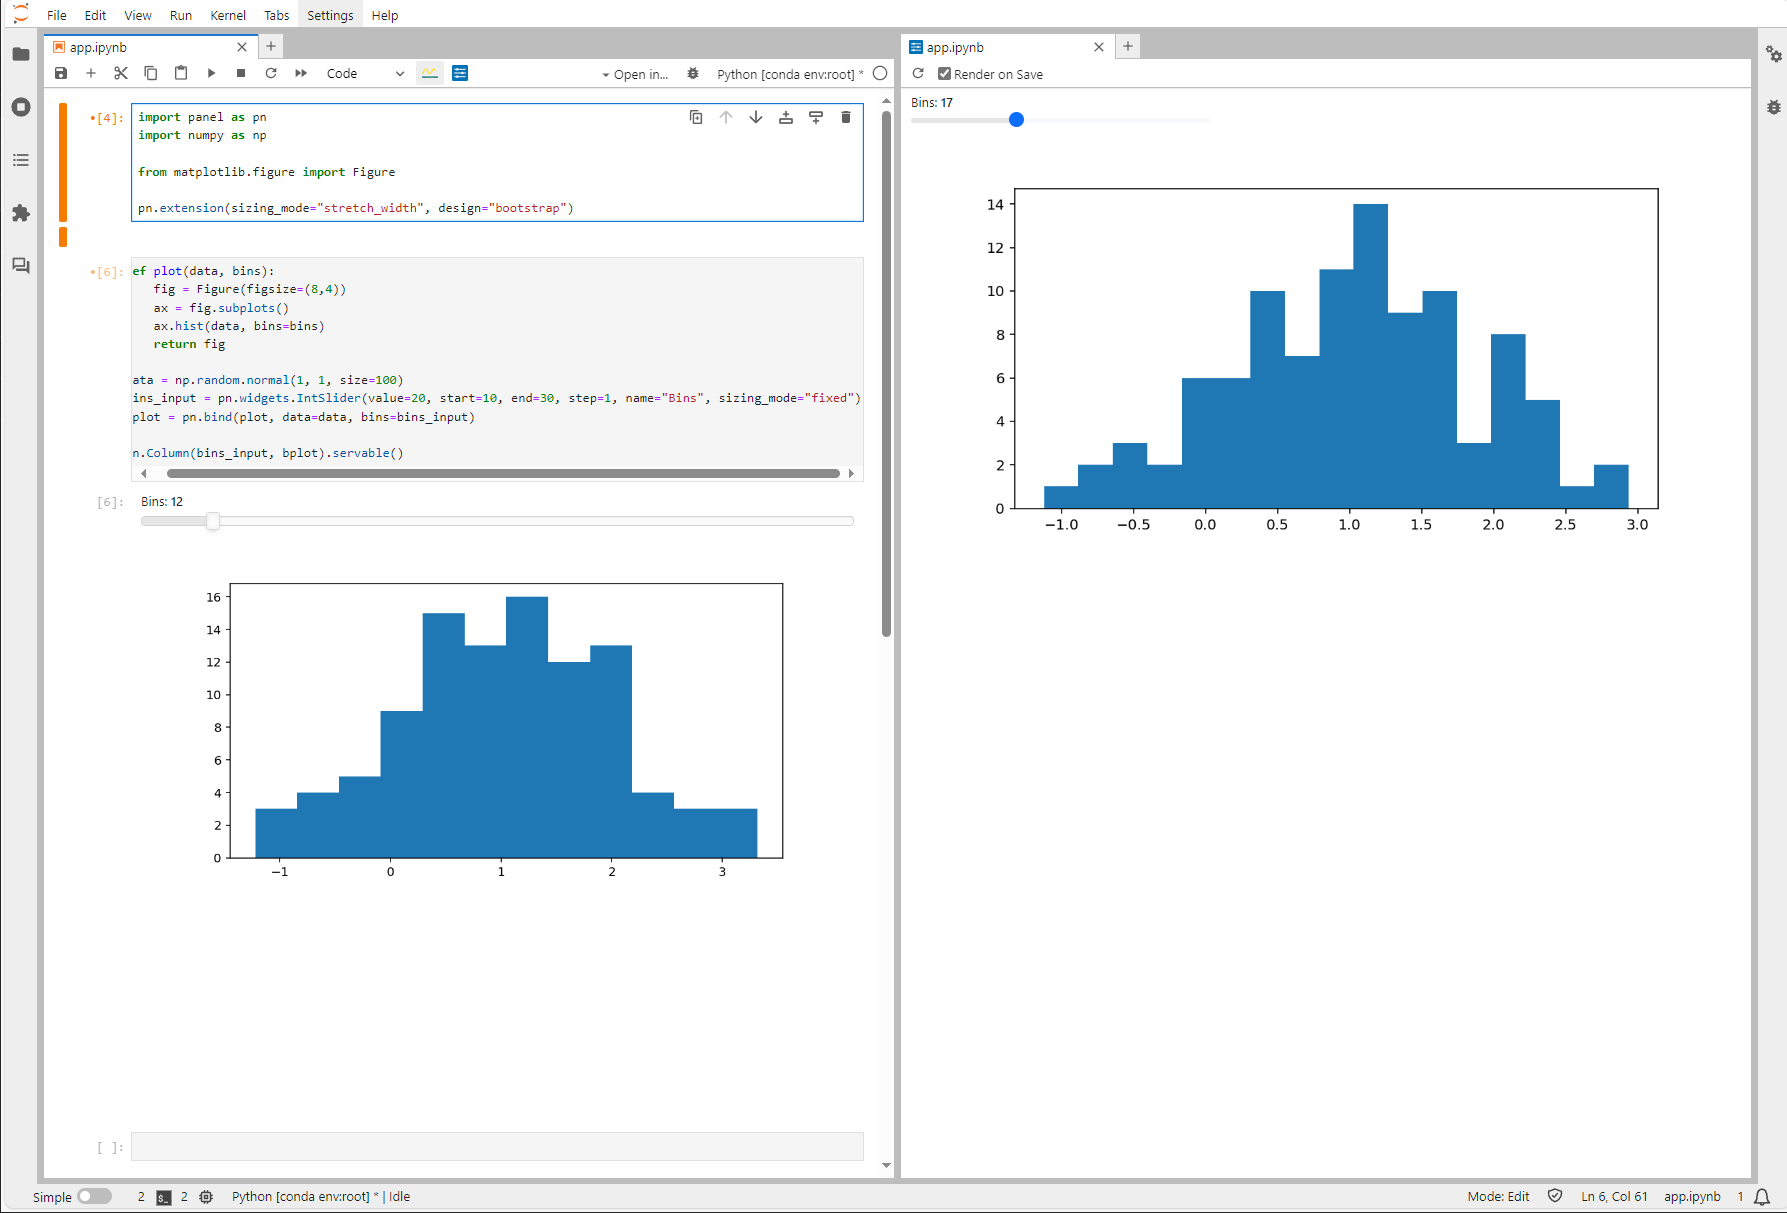 File Edit View Run Kernel Tabs Settings Help
app.ipynb
Code
Open in...
Python [conda env:root] *
•[4]:
import panel as pn
import numpy as np
from matplotlib.figure import Figure
pn.extension(sizing_mode="stretch_width", design="bootstrap")
•[6]:
ef plot(data, bins):
fig = Figure(figsize=(8,4))
ax = fig.subplots()
ax.hist(data, bins=bins)
return fig
ata = np.random.normal(1, 1, size=100)
ins_input = pn.widgets.IntSlider(value=20, start=10, end=30, step=1, name="Bins", sizing_mode="fixed")
plot = pn.bind(plot, data=data, bins=bins_input)
n.Column(bins_input, bplot).servable()
[6]:
Bins: 12
16
14
12
10
8
6
4
2
0
−1 0 1 2 3
[ ]:
app.ipynb
Render on Save
Bins: 17
14
12
10
8
6
4
2
0
−1.0 −0.5 0.0 0.5 1.0 1.5 2.0 2.5 3.0
Simple 2 $_ 2 Python [conda env:root] * | Idle
Mode: Edit Ln 6, Col 61 app.ipynb 1